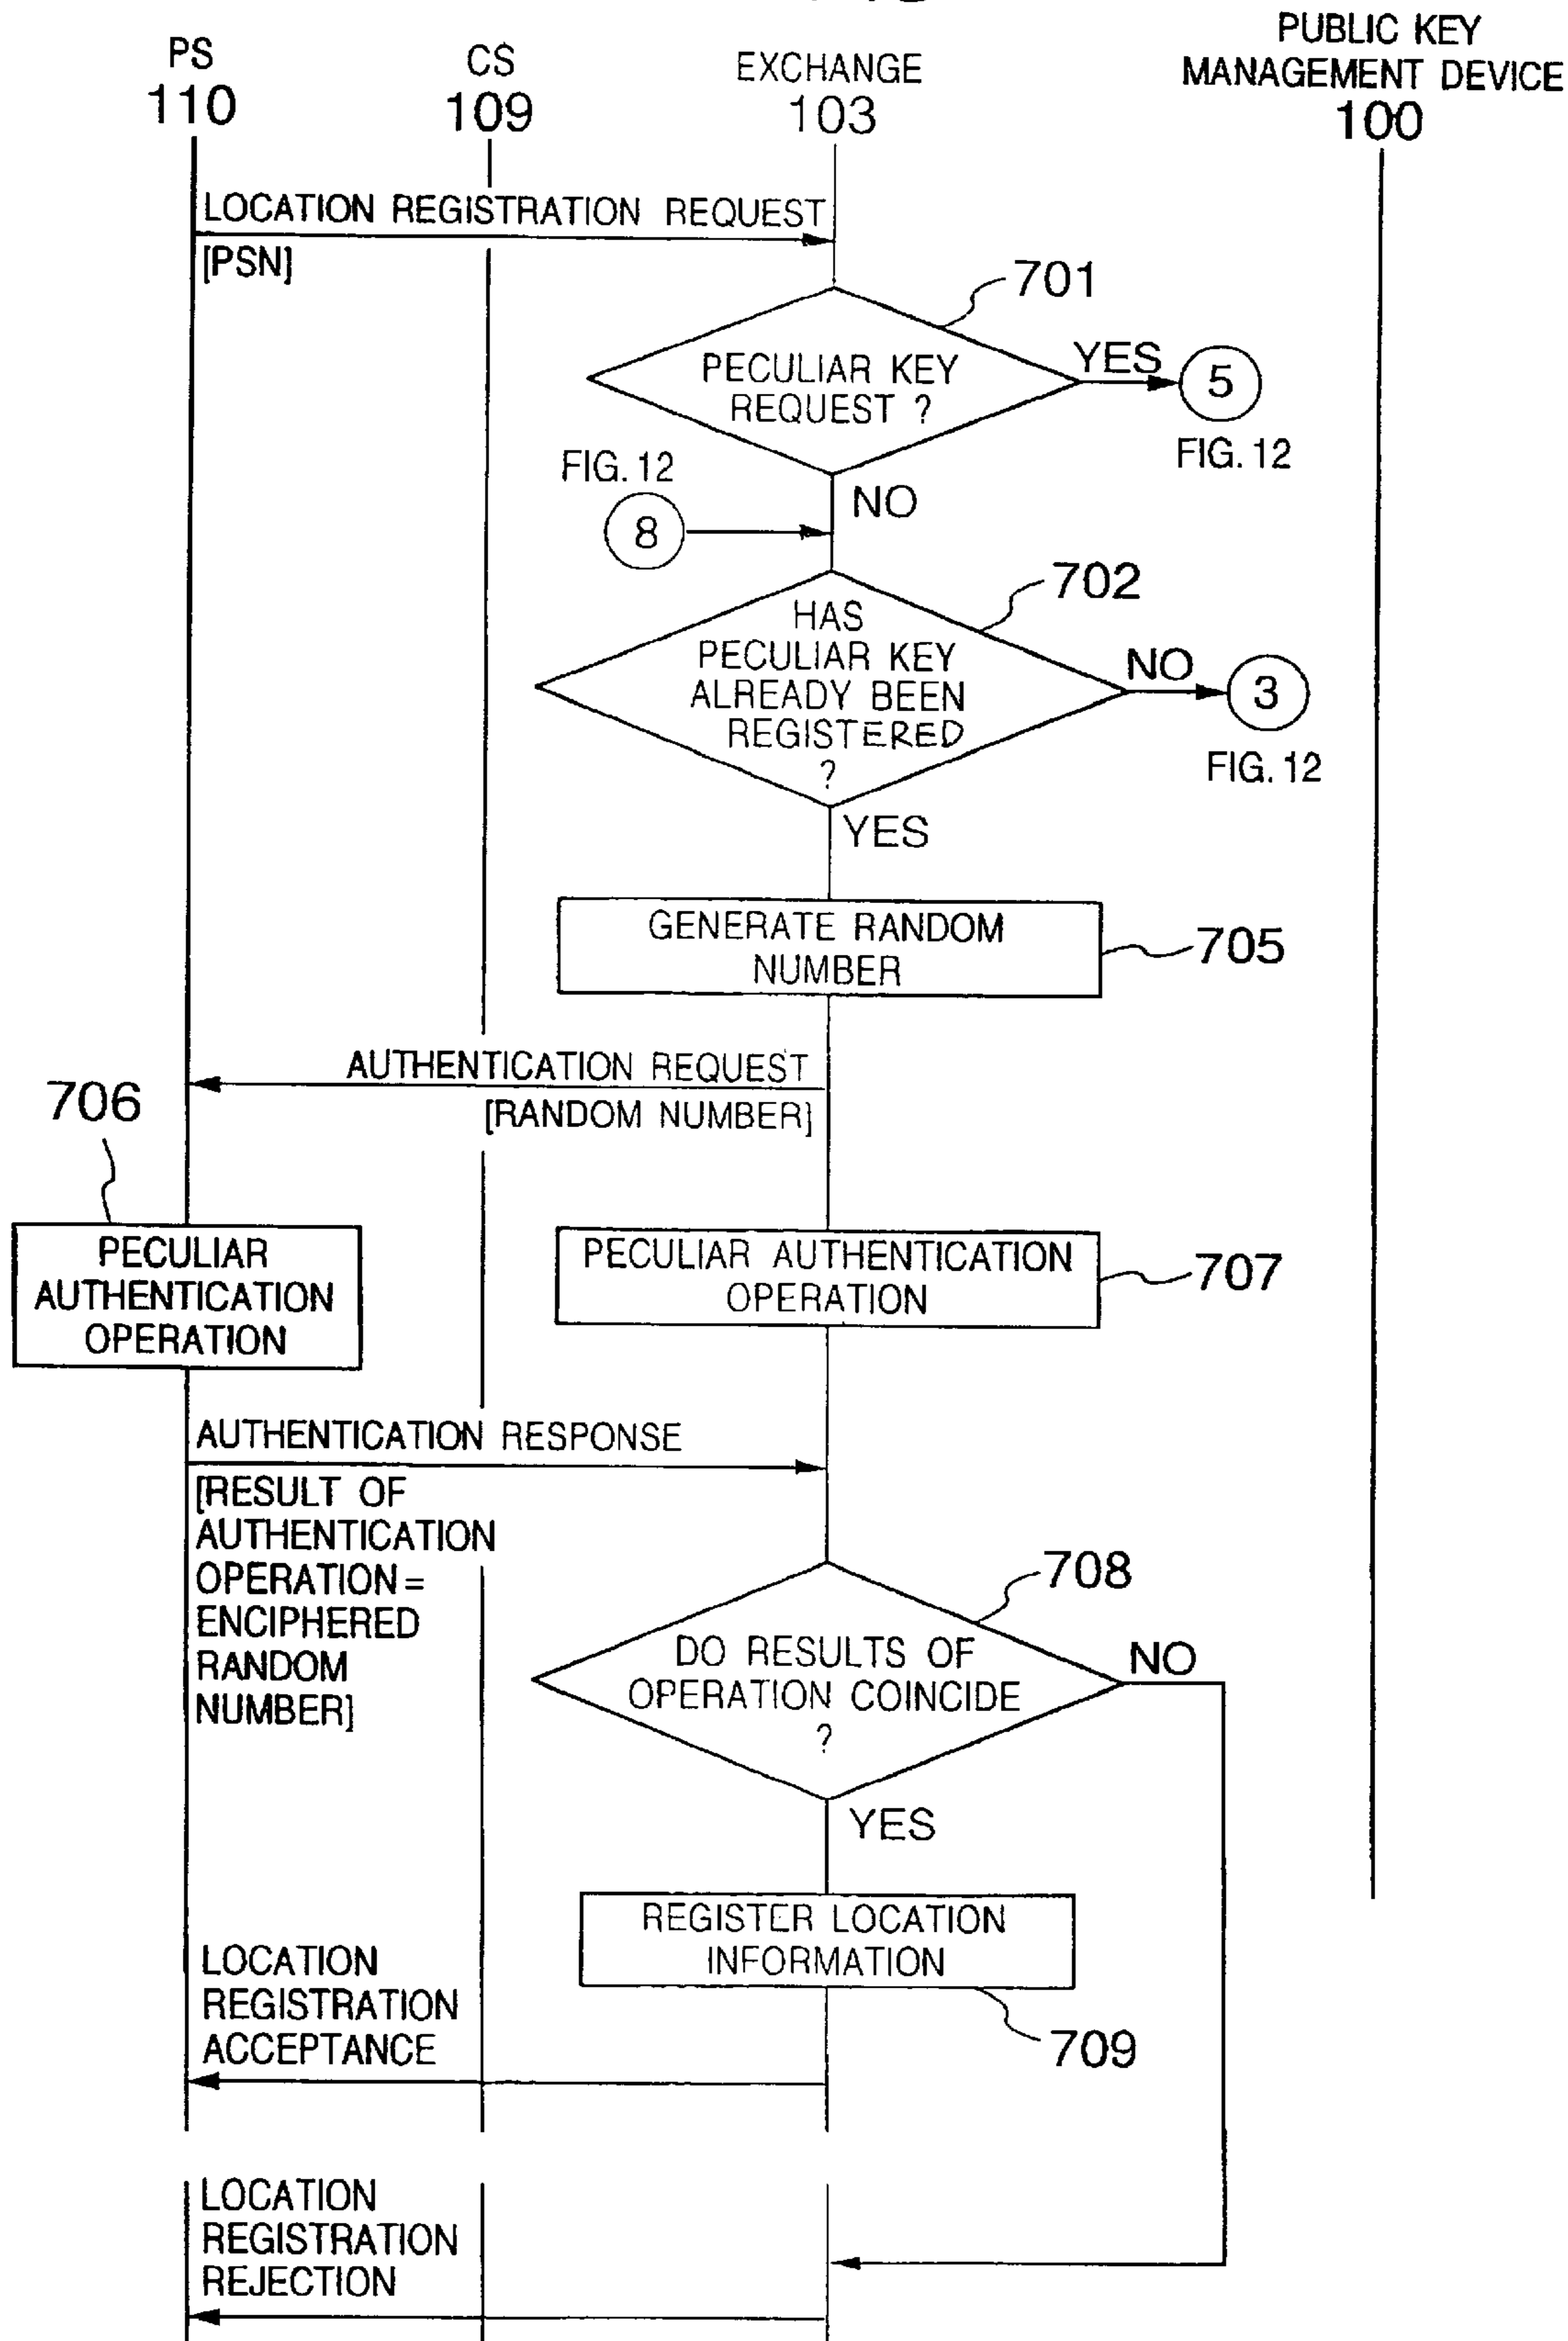 PS
110
CS
109
EXCHANGE
103
PUBLIC KEY
MANAGEMENT DEVICE
100
LOCATION REGISTRATION REQUEST
[PSN]
701
PECULIAR KEY
REQUEST ?
YES
5
FIG. 12
FIG. 12
8
NO
702
HAS
PECULIAR KEY
ALREADY BEEN
REGISTERED
?
NO
3
FIG. 12
YES
GENERATE RANDOM
NUMBER
705
AUTHENTICATION REQUEST
[RANDOM NUMBER]
706
PECULIAR
AUTHENTICATION
OPERATION
PECULIAR AUTHENTICATION
OPERATION
707
AUTHENTICATION RESPONSE
[RESULT OF
AUTHENTICATION
OPERATION=
ENCIPHERED
RANDOM
NUMBER]
708
DO RESULTS OF
OPERATION COINCIDE
?
NO
YES
REGISTER LOCATION
INFORMATION
709
LOCATION
REGISTRATION
ACCEPTANCE
LOCATION
REGISTRATION
REJECTION